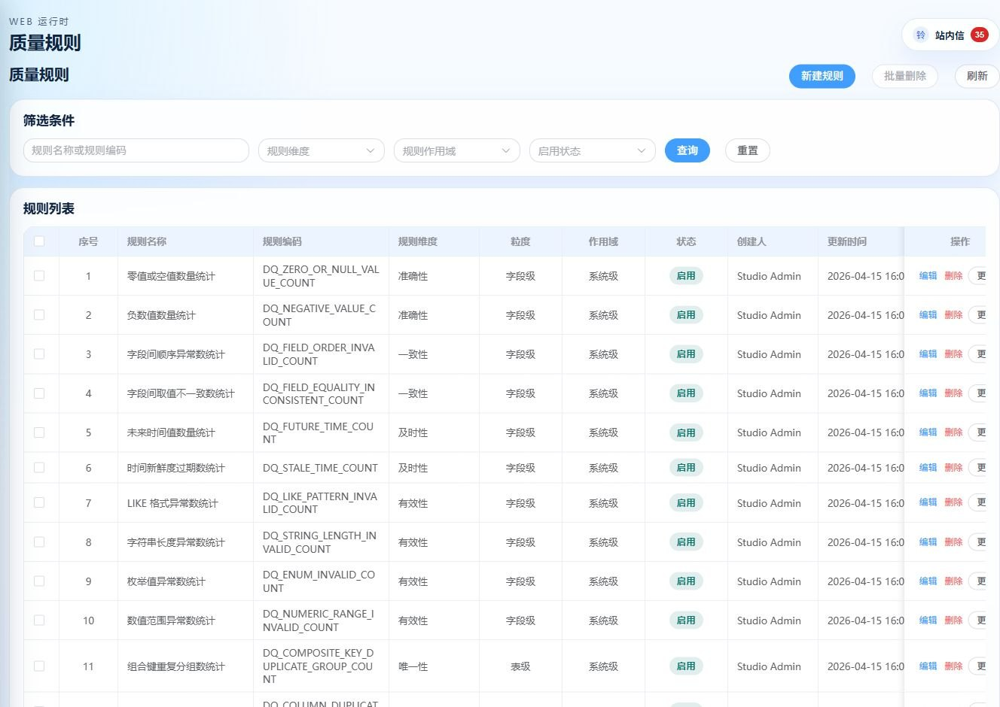 WEB 运行时
质量规则
铃 站内信 35
质量规则
新建规则 批量删除 刷新
筛选条件
规则名称或规则编码 规则维度 规则作用域 启用状态 查询 重置
规则列表
序号 规则名称 规则编码 规则维度 粒度 作用域 状态 创建人 更新时间 操作
1 零值或空值数量统计 DQ_ZERO_OR_NULL_VAL
UE_COUNT 准确性 字段级 系统级 启用 Studio Admin 2026-04-15 16:0 编辑 删除 更
2 负数值数量统计 DQ_NEGATIVE_VALUE_C
OUNT 准确性 字段级 系统级 启用 Studio Admin 2026-04-15 16:0 编辑 删除 更
3 字段间顺序异常数统计 DQ_FIELD_ORDER_INVA
LID_COUNT 一致性 字段级 系统级 启用 Studio Admin 2026-04-15 16:0 编辑 删除 更
4 字段间取值不一致数统计 DQ_FIELD_EQUALITY_IN
CONSISTENT_COUNT 一致性 字段级 系统级 启用 Studio Admin 2026-04-15 16:0 编辑 删除 更
5 未来时间值数量统计 DQ_FUTURE_TIME_COU
NT 及时性 字段级 系统级 启用 Studio Admin 2026-04-15 16:0 编辑 删除 更
6 时间新鲜度过期数统计 DQ_STALE_TIME_COUNT 及时性 字段级 系统级 启用 Studio Admin 2026-04-15 16:0 编辑 删除 更
7 LIKE 格式异常数统计 DQ_LIKE_PATTERN_INVA
LID_COUNT 有效性 字段级 系统级 启用 Studio Admin 2026-04-15 16:0 编辑 删除 更
8 字符串长度异常数统计 DQ_STRING_LENGTH_IN
VALID_COUNT 有效性 字段级 系统级 启用 Studio Admin 2026-04-15 16:0 编辑 删除 更
9 枚举值异常数统计 DQ_ENUM_INVALID_CO
UNT 有效性 字段级 系统级 启用 Studio Admin 2026-04-15 16:0 编辑 删除 更
10 数值范围异常数统计 DQ_NUMERIC_RANGE_I
NVALID_COUNT 有效性 字段级 系统级 启用 Studio Admin 2026-04-15 16:0 编辑 删除 更
11 组合键重复分组数统计 DQ_COMPOSITE_KEY_D
UPLICATE_GROUP_COU
NT 唯一性 表级 系统级 启用 Studio Admin 2026-04-15 16:0 编辑 删除 更
DQ_COLUMN_DUPLICAT